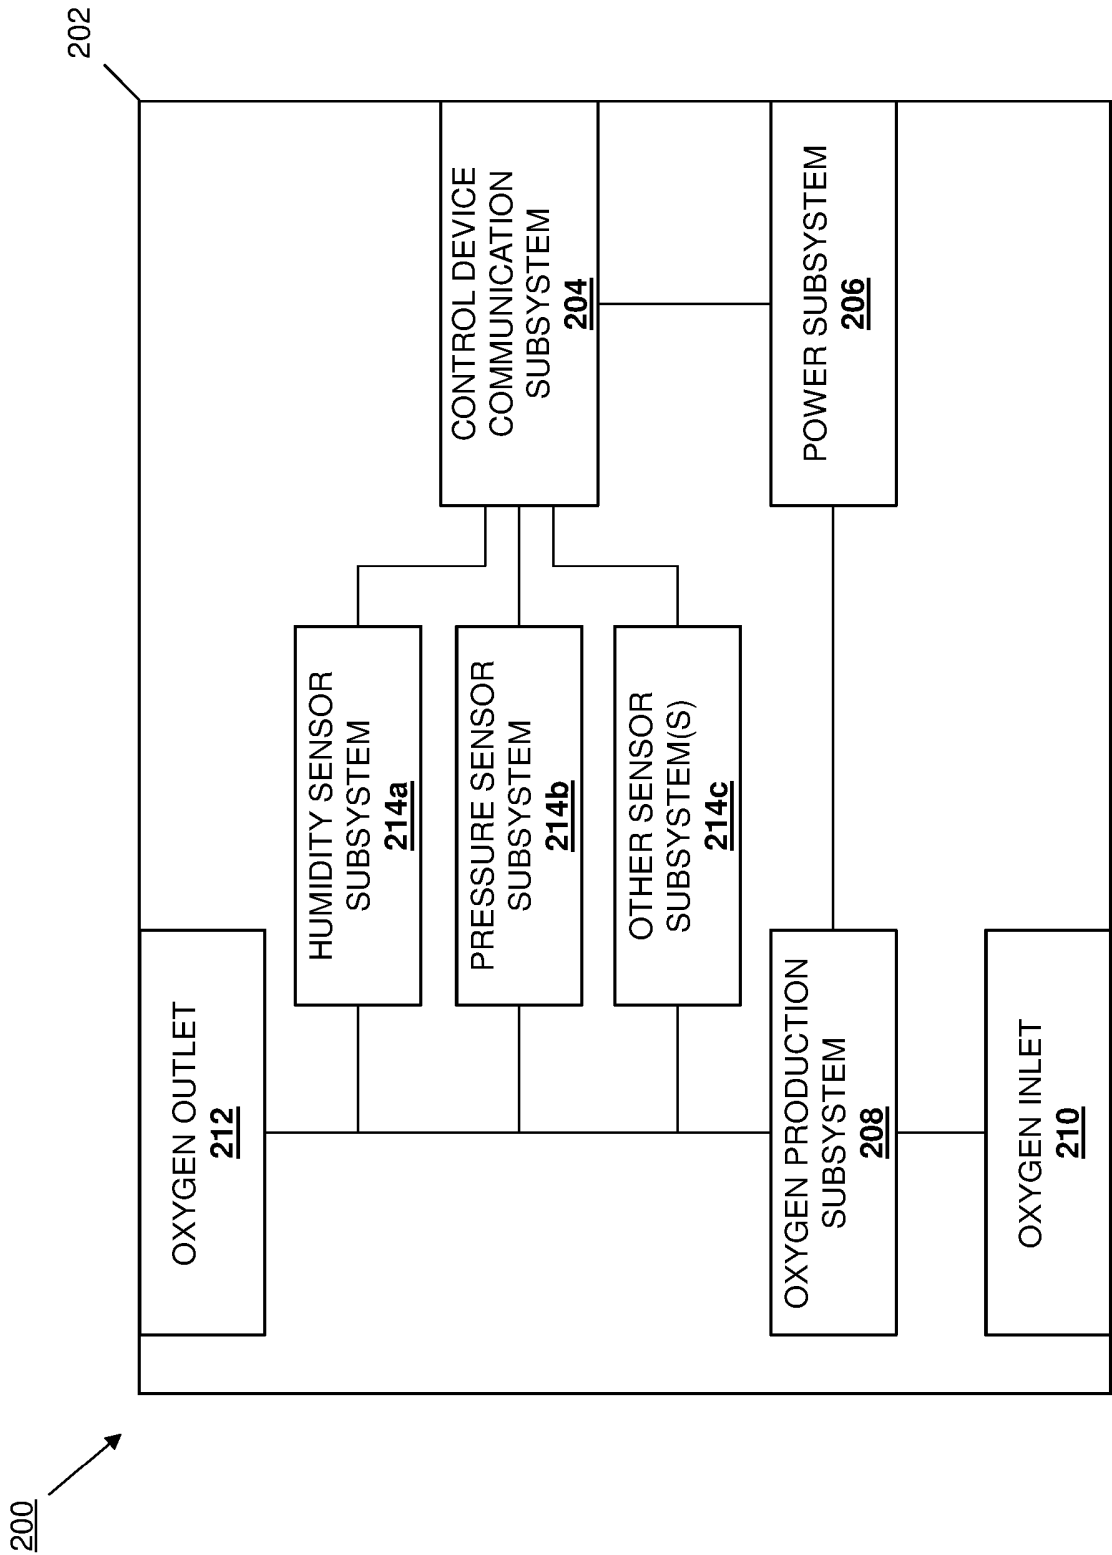 200
202
OXYGEN OUTLET
212
HUMIDITY SENSOR
SUBSYSTEM
214a
PRESSURE SENSOR
SUBSYSTEM
214b
OTHER SENSOR
SUBSYSTEM(S)
214c
CONTROL DEVICE
COMMUNICATION
SUBSYSTEM
204
OXYGEN PRODUCTION
SUBSYSTEM
208
POWER SUBSYSTEM
206
OXYGEN INLET
210